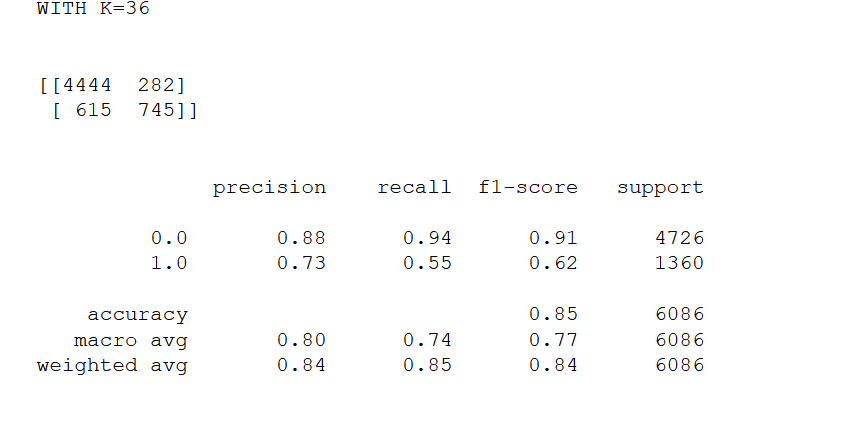 WITH K=36
[[4444  282]
 [ 615  745]]
precision    recall  f1-score   support
0.0       0.88      0.94      0.91      4726
1.0       0.73      0.55      0.62      1360
accuracy                           0.85      6086
macro avg       0.80      0.74      0.77      6086
weighted avg       0.84      0.85      0.84      6086